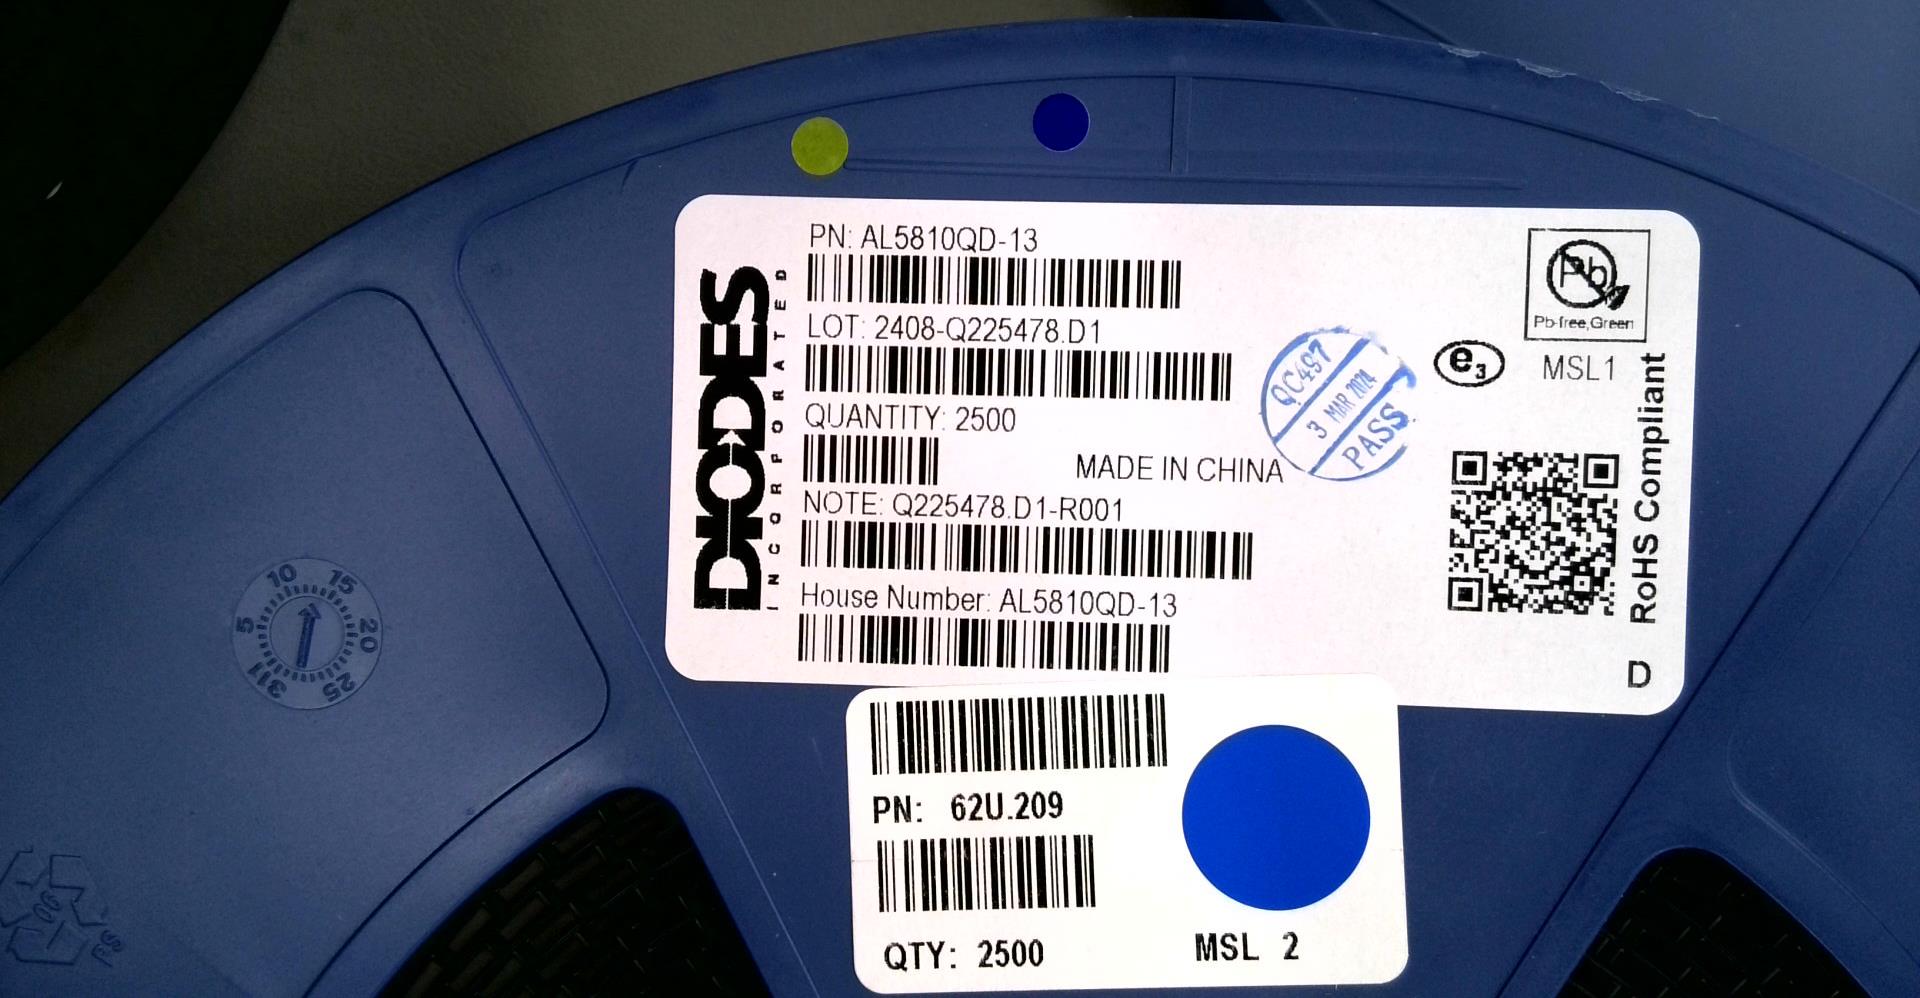 PN: AL5810QD-13
LOT: 2408-Q225478.D1
QUANTITY: 2500
MADE IN CHINA
NOTE: Q225478.D1-R001
House Number: AL5810QD-13
DIODES
INCORPORATED
QC497
3 MAR 2024
PASS
e3
Pb
Pb-free,Green
MSL1
RoHS Compliant
D
PN: 62U.209
QTY: 2500
MSL 2
5
10
15
20
25
31
06
PS